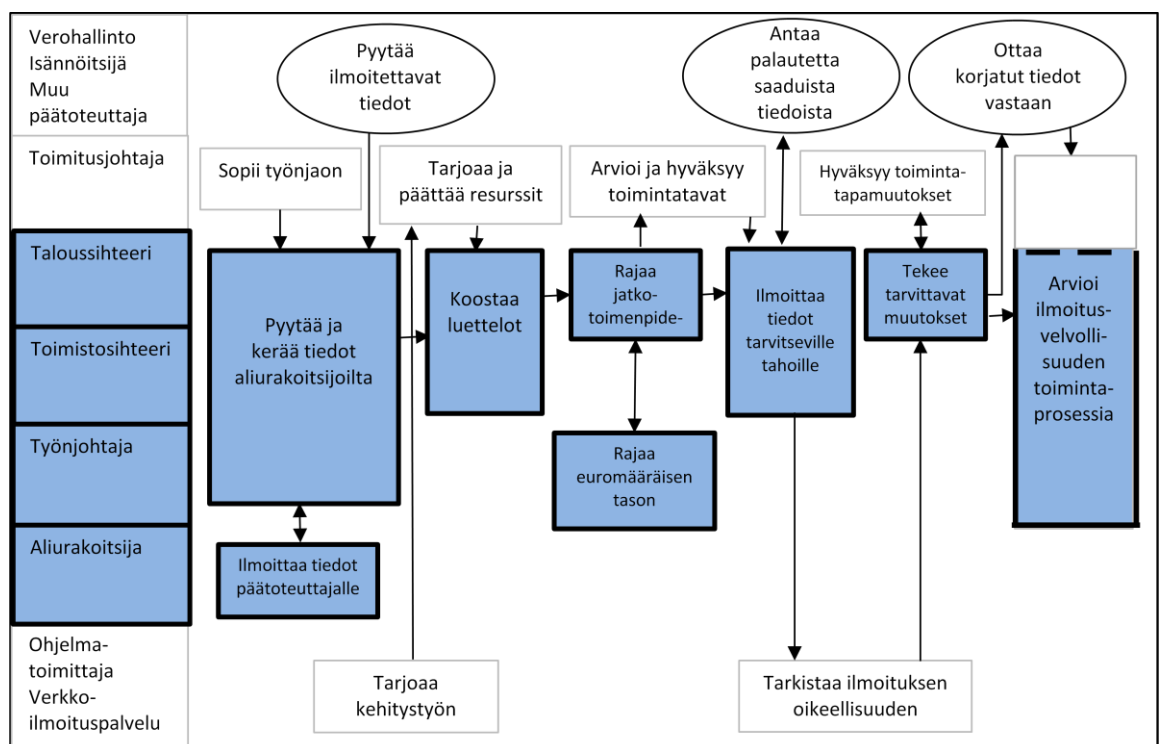 Verohallinto
Isännöitsijä
Muu
päätoteuttaja
Pyytää
ilmoitettavat
tiedot
Antaa
palautetta
saaduista
tiedoista
Ottaa
korjatut tiedot
vastaan
Toimitusjohtaja
Sopii työnjaon
Tarjoaa ja
päättää resurssit
Arvioi ja hyväksyy
toimintatavat
Hyväksyy toiminta-
tapamuutokset
Taloussihteeri
Toimistosihteeri
Työnjohtaja
Aliurakoitsija
Pyytää ja
kerää tiedot
aliurakoitsijoilta
Koostaa
luettelot
Rajaa
jatko-
toimenpide-
Ilmoittaa
tiedot
tarvitseville
tahoille
Tekee
tarvittavat
muutokset
Arvioi
ilmoitus-
velvolli-
suuden
toiminta-
prosessia
Rajaa
euromääräisen
tason
Ilmoittaa tiedot
päätoteuttajalle
Ohjelma-
toimittaja
Verkko-
ilmoituspalvelu
Tarjoaa
kehitystyön
Tarkistaa ilmoituksen
oikeellisuuden